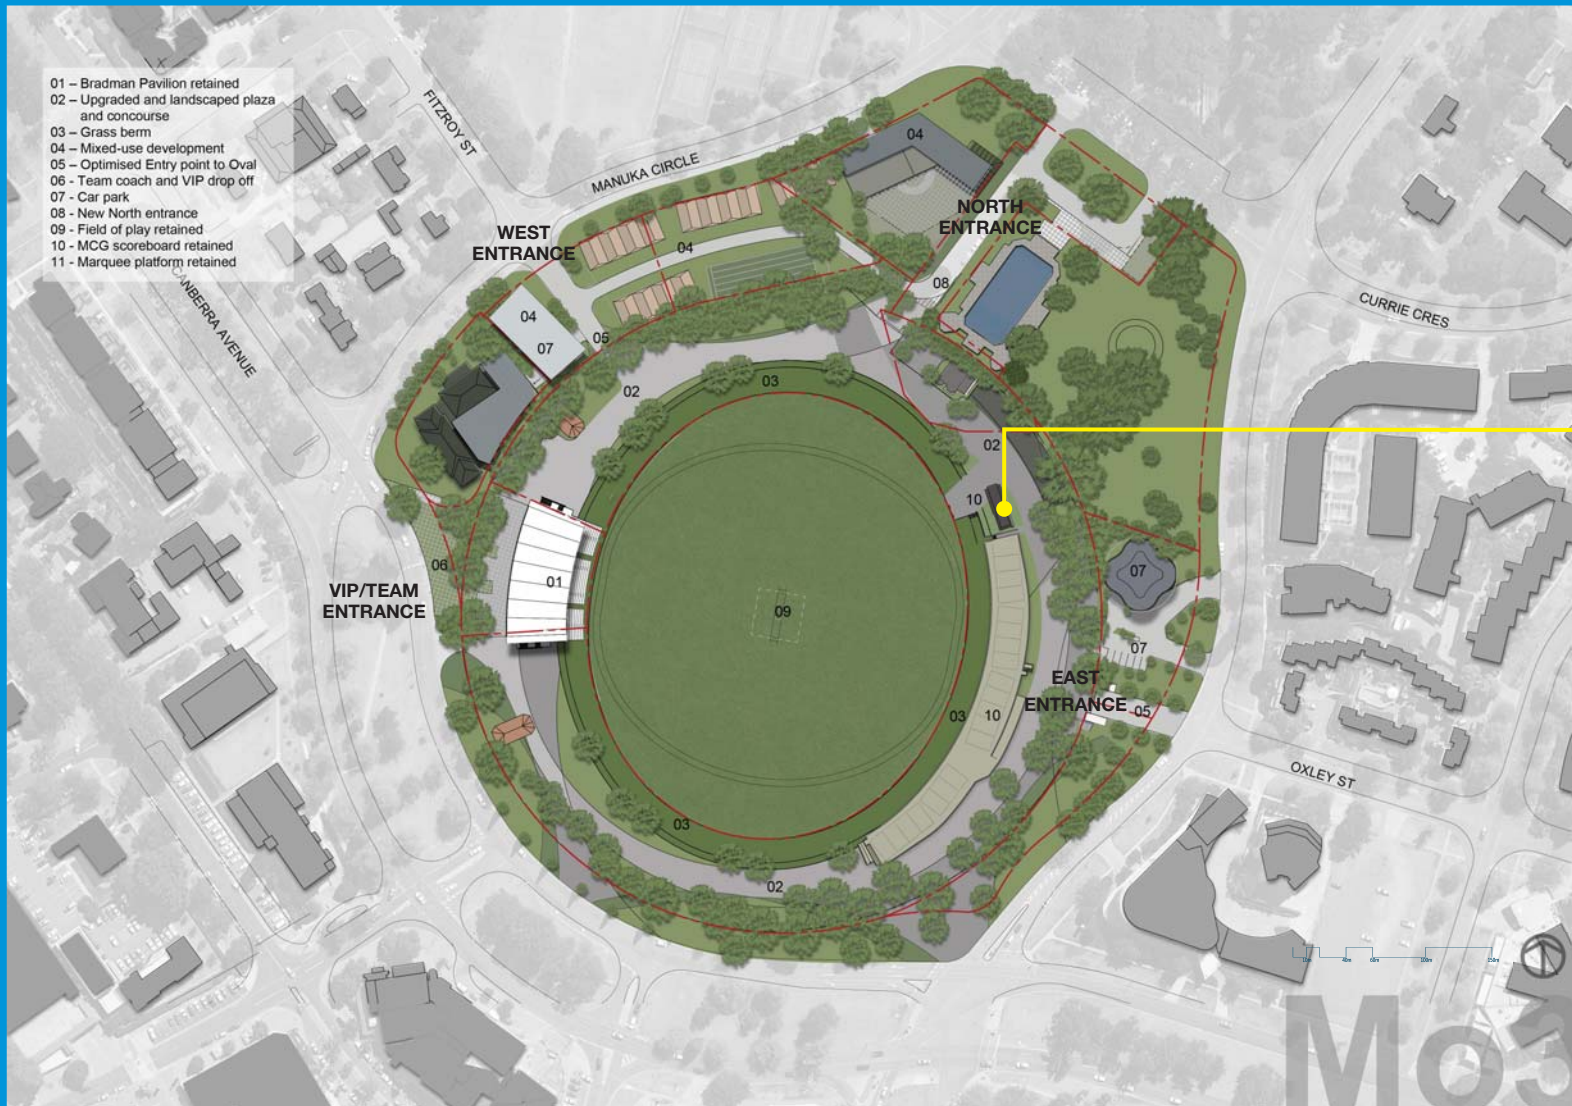 01 – Bradman Pavilion retained
02 – Upgraded and landscaped plaza
and concourse
03 – Grass berm
04 – Mixed-use development
05 – Optimised Entry point to Oval
06 - Team coach and VIP drop off
07 - Car park
08 - New North entrance
09 - Field of play retained
10 - MCG scoreboard retained
11 - Marquee platform retained
FITZROY ST
MANUKA CIRCLE
CANBERRA AVENUE
04
NORTH
ENTRANCE
WEST
ENTRANCE
04
08
CURRIE CRES
04
07
05
02
03
02
10
06
01
07
VIP/TEAM
ENTRANCE
09
07
EAST
ENTRANCE
05
03
10
OXLEY ST
03
02
Mo3